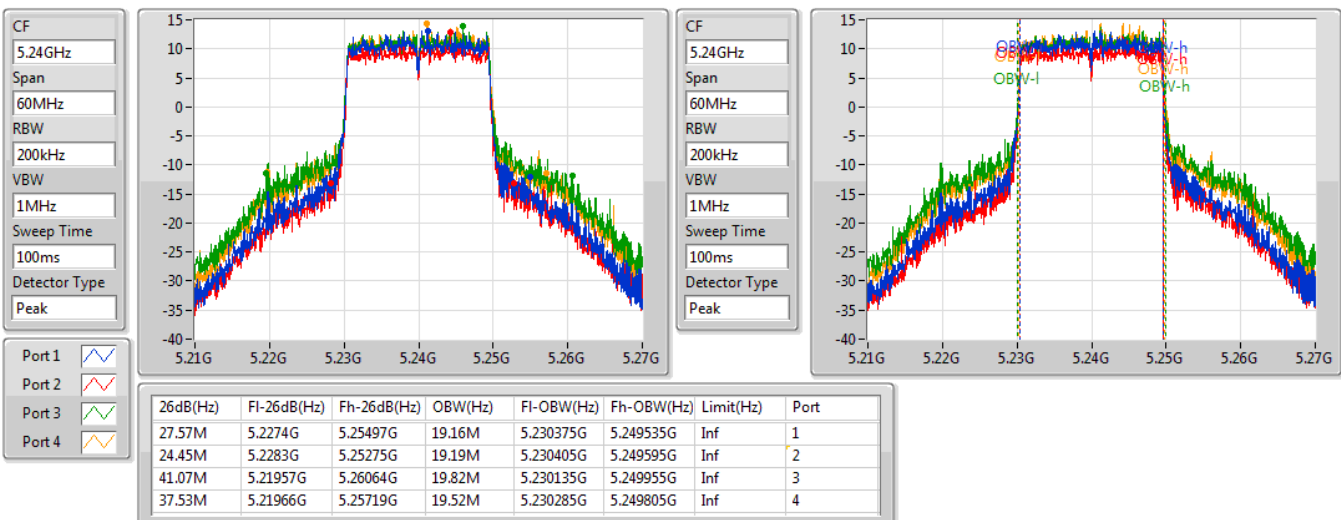 CF
5.24GHz
Span
60MHz
RBW
200kHz
VBW
1MHz
Sweep Time
100ms
Detector Type
Peak
Port 1
Port 2
Port 3
Port 4
15
10
5
0
-5
-10
-15
-20
-25
-30
-35
-40
5.21G 5.22G 5.23G 5.24G 5.25G 5.26G 5.27G
CF
5.24GHz
Span
60MHz
RBW
200kHz
VBW
1MHz
Sweep Time
100ms
Detector Type
Peak
15
10
5
0
-5
-10
-15
-20
-25
-30
-35
-40
OBW-l
OBW-h
OBW-h
OBW-h
OBW-h
5.21G 5.22G 5.23G 5.24G 5.25G 5.26G 5.27G
26dB(Hz) Fl-26dB(Hz) Fh-26dB(Hz) OBW(Hz) Fl-OBW(Hz) Fh-OBW(Hz) Limit(Hz) Port
27.57M 5.2274G 5.25497G 19.16M 5.230375G 5.249535G Inf 1
24.45M 5.2283G 5.25275G 19.19M 5.230405G 5.249595G Inf 2
41.07M 5.21957G 5.26064G 19.82M 5.230135G 5.249955G Inf 3
37.53M 5.21966G 5.25719G 19.52M 5.230285G 5.249805G Inf 4